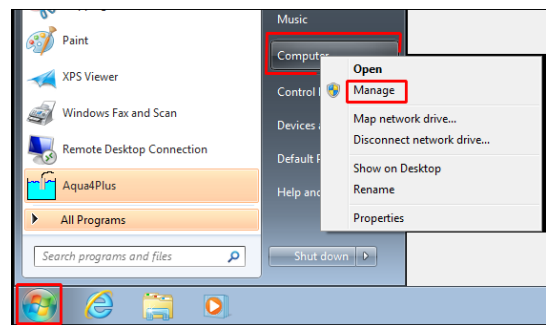 Music
Paint
Computer
XPS Viewer
Open
Control
Manage
Windows Fax and Scan
Map network drive...
Devices
Disconnect network drive...
Remote Desktop Connection
Default
Show on Desktop
Aqua4Plus
Help and
Rename
All Programs
Properties
Search programs and files
Shut down